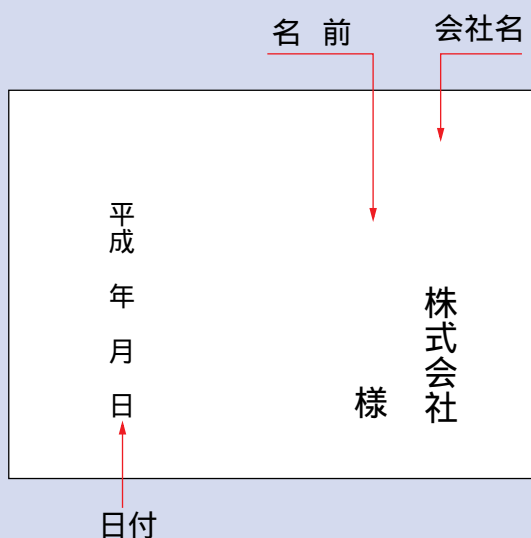 名 前
会社名
株式会社
様
平成 年 月 日
日付